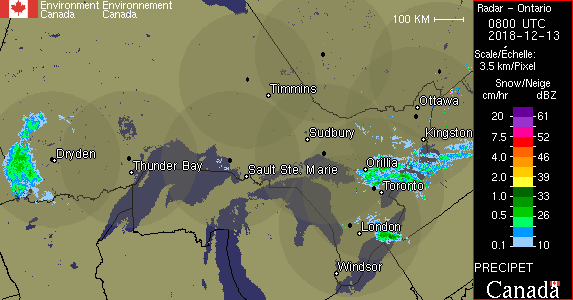 Environment Environnement
Canada Canada
100 KM
Timmins
Ottawa
Sudbury
Kingston
Dryden
Thunder Bay
Sault Ste. Marie
Orillia
Toronto
London
Windsor
Radar - Ontario
0800 UTC
2018-12-13
Scale/Échelle:
3.5 km/Pixel
Snow/Neige
cm/hr dBZ
20 61
7.5 52
4.0 46
2.0 39
1.0 33
0.5 26
0.1 10
PRECIPET
Canada